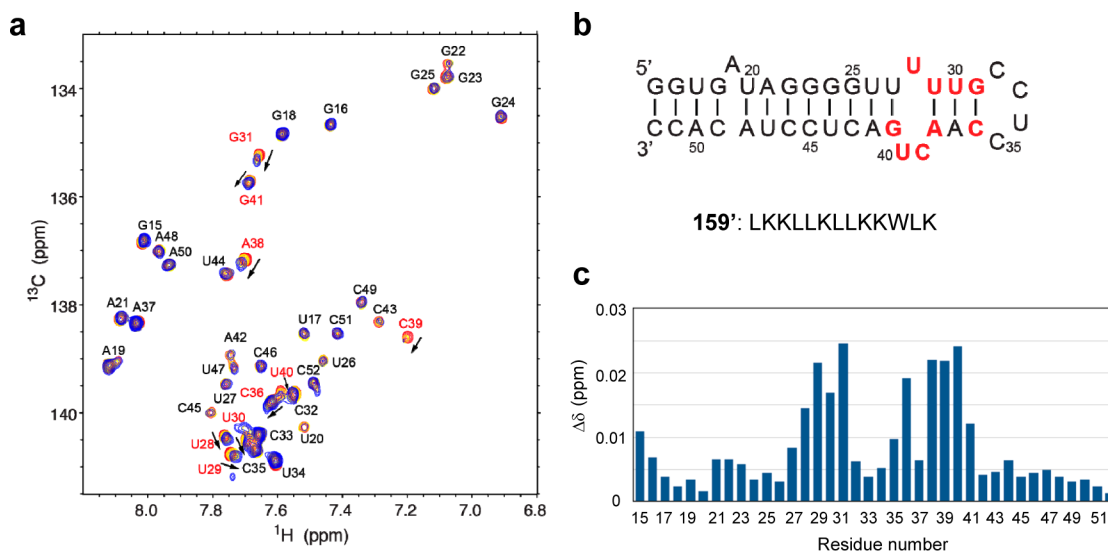 a
b
c
133
134
136
138
140
¹³C (ppm)
8.0
7.8
7.6
7.4
7.2
7.0
6.8
¹H (ppm)
G22
G25
G23
G24
G18
G16
G31
G41
G15
A48
A50
A38
U44
C49
A21
A37
U17
C51
C43
C39
A19
A42
C46
U26
U47
U40
C52
U27
C36
C45
U30
C32
C33
U20
U28
C35
U34
U29
A 20 25 U 30 C
5' GGUG UAGGGGUU UUG C
U
3' CCAC AUCCUCAG A A C C 35
50 45 40 U C
159': LKKLLKLLKKWLK
0.03
0.02
0.01
0
Δδ (ppm)
15 17 19 21 23 25 27 29 31 33 35 37 39 41 43 45 47 49 51
Residue number